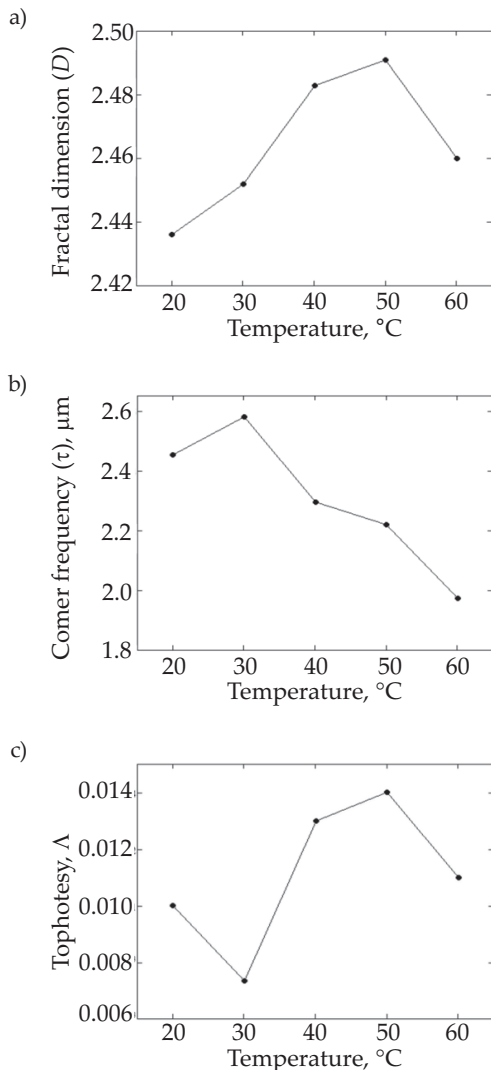 a)
Fractal dimension (D)
2.50
2.48
2.46
2.44
2.42
20 30 40 50 60
Temperature, °C
b)
Comer frequency (τ), μm
2.6
2.4
2.2
2.0
1.8
20 30 40 50 60
Temperature, °C
c)
Tophotesy, Λ
0.014
0.012
0.010
0.008
0.006
20 30 40 50 60
Temperature, °C